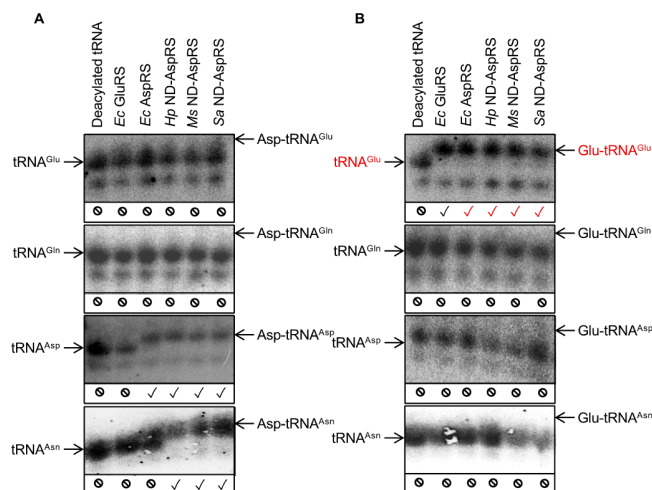 A
Deacylated tRNA
Ec GluRS
Ec AspRS
Hp ND-AspRS
Ms ND-AspRS
Sa ND-AspRS
tRNAGlu
Asp-tRNAGlu
tRNAGln
Asp-tRNAGln
tRNAAsp
Asp-tRNAAsp
tRNAAsn
Asp-tRNAAsn
B
Deacylated tRNA
Ec GluRS
Ec AspRS
Hp ND-AspRS
Ms ND-AspRS
Sa ND-AspRS
tRNAGlu
Glu-tRNAGlu
tRNAGln
Glu-tRNAGln
tRNAAsp
Glu-tRNAAsp
tRNAAsn
Glu-tRNAAsn